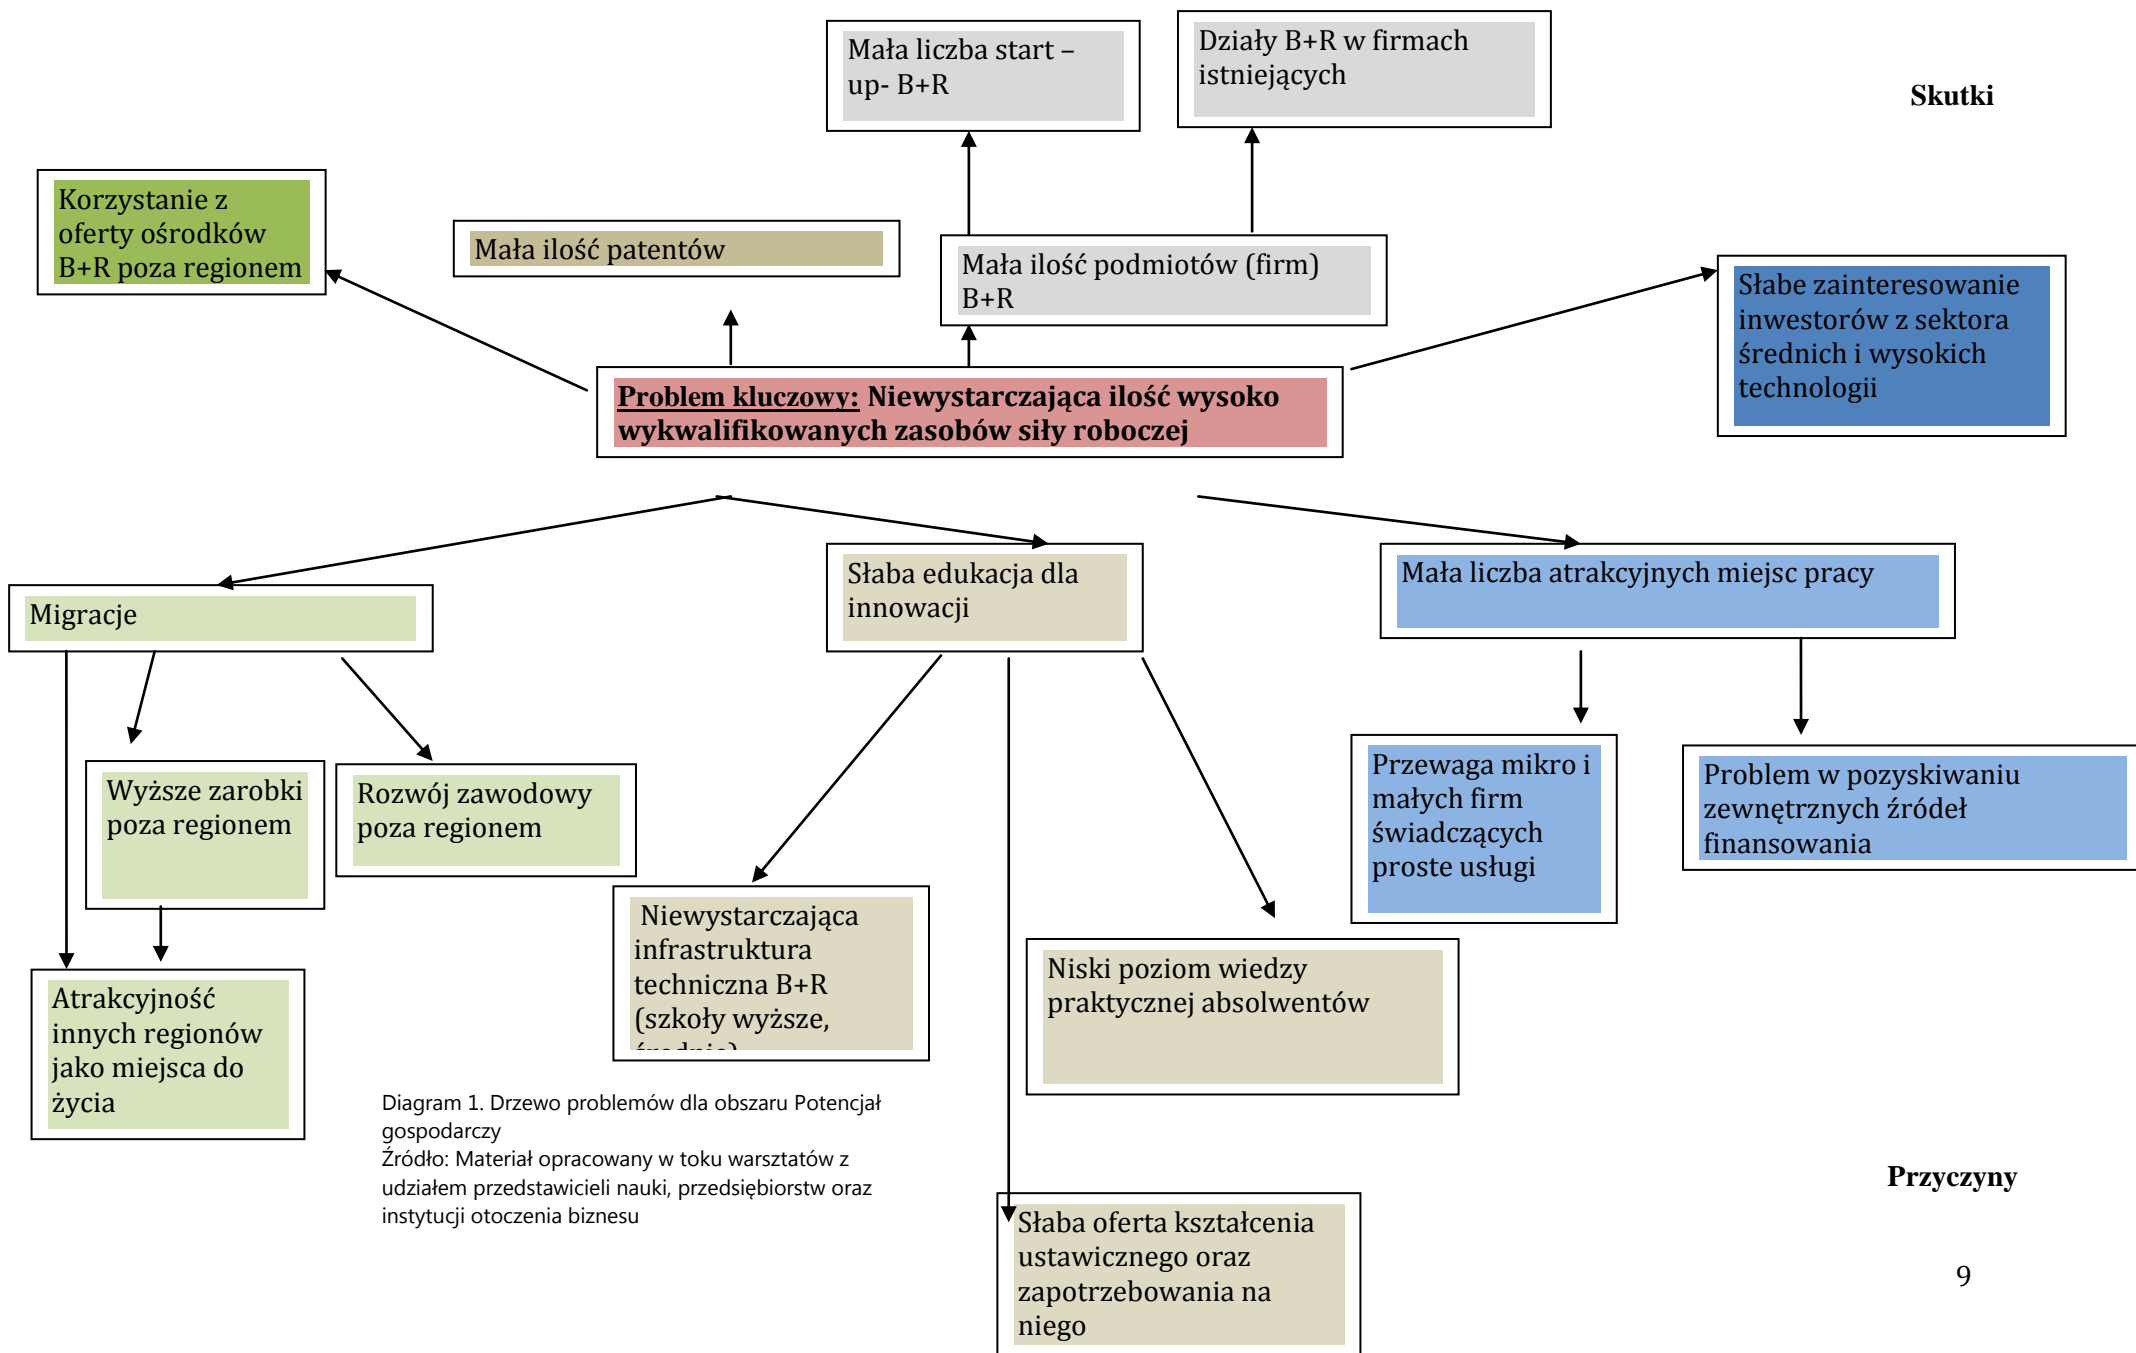 Mała liczba start –
up- B+R
Działy B+R w firmach
istniejących
Skutki
Korzystanie z
oferty ośrodków
B+R poza regionem
Mała ilość patentów
Mała ilość podmiotów (firm)
B+R
Słabe zainteresowanie
inwestorów z sektora
średnich i wysokich
technologii
Problem kluczowy: Niewystarczająca ilość wysoko
wykwalifikowanych zasobów siły roboczej
Migracje
Słaba edukacja dla
innowacji
Mała liczba atrakcyjnych miejsc pracy
Wyższe zarobki
poza regionem
Rozwój zawodowy
poza regionem
Przewaga mikro i
małych firm
świadczących
proste usługi
Problem w pozyskiwaniu
zewnętrznych źródeł
finansowania
Niewystarczająca
infrastruktura
techniczna B+R
(szkoły wyższe,
Niski poziom wiedzy
praktycznej absolwentów
Atrakcyjność
innych regionów
jako miejsca do
życia
Diagram 1. Drzewo problemów dla obszaru Potencjał
gospodarczy
Źródło: Materiał opracowany w toku warsztatów z
udziałem przedstawicieli nauki, przedsiębiorstw oraz
instytucji otoczenia biznesu
Przyczyny
Słaba oferta kształcenia
ustawicznego oraz
zapotrzebowania na
niego
9